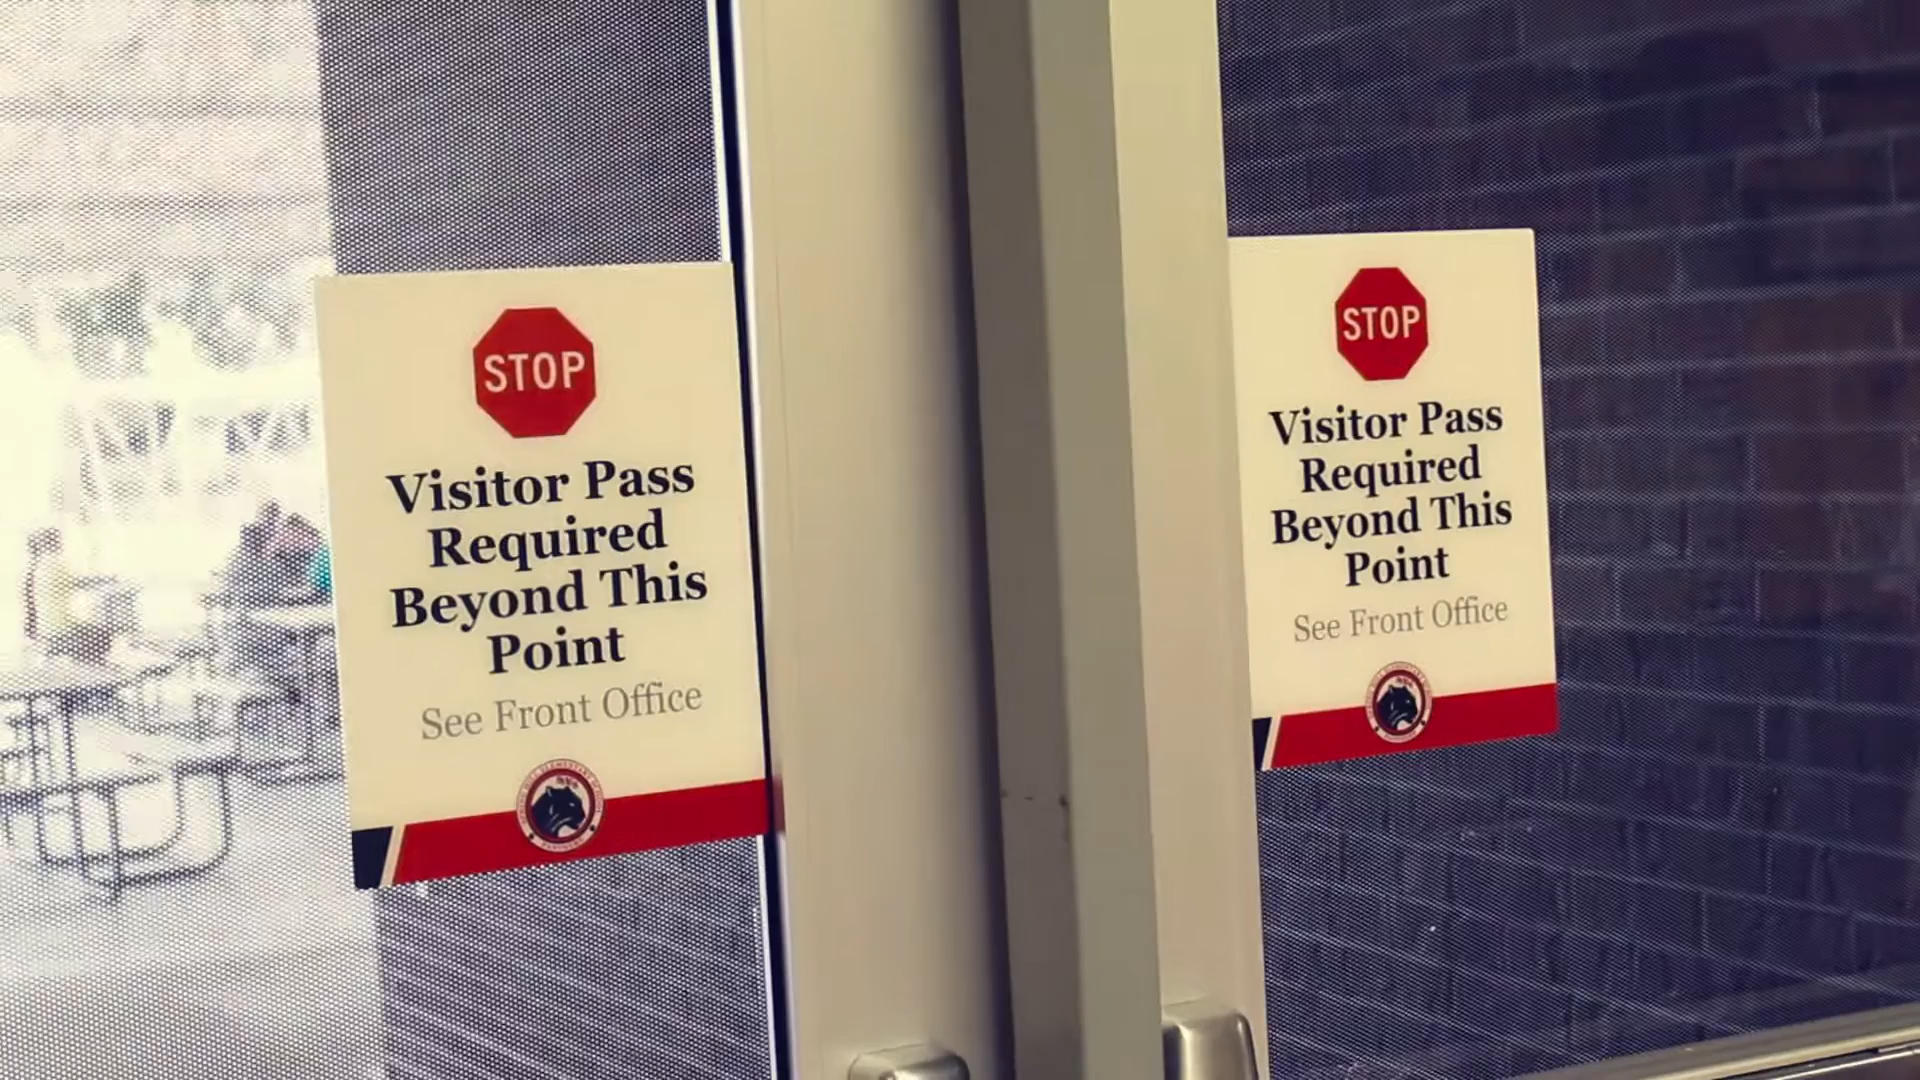 STOP
Visitor Pass
Required
Beyond This
Point
See Front Office
STOP
Visitor Pass
Required
Beyond This
Point
See Front Office